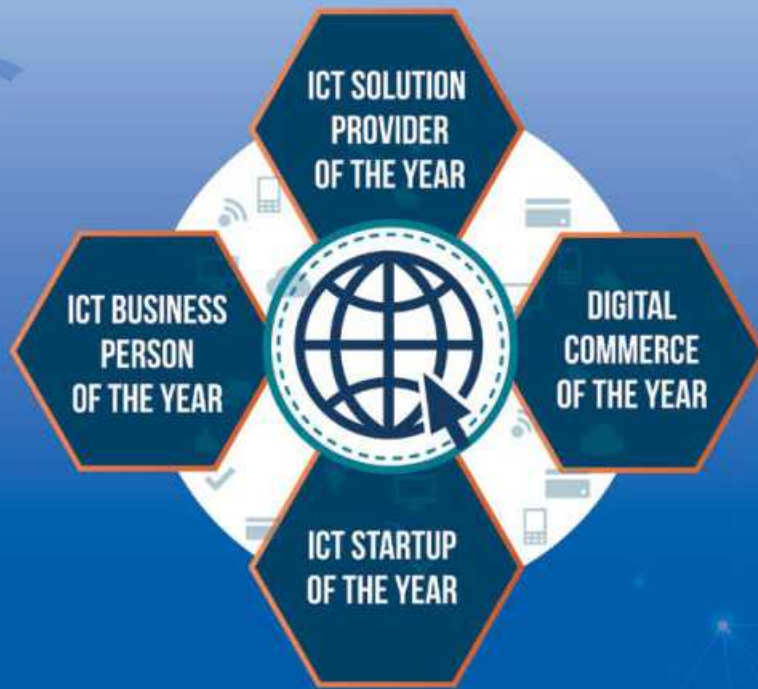 ICT SOLUTION
PROVIDER
OF THE YEAR
ICT BUSINESS
PERSON
OF THE YEAR
DIGITAL
COMMERCE
OF THE YEAR
ICT STARTUP
OF THE YEAR